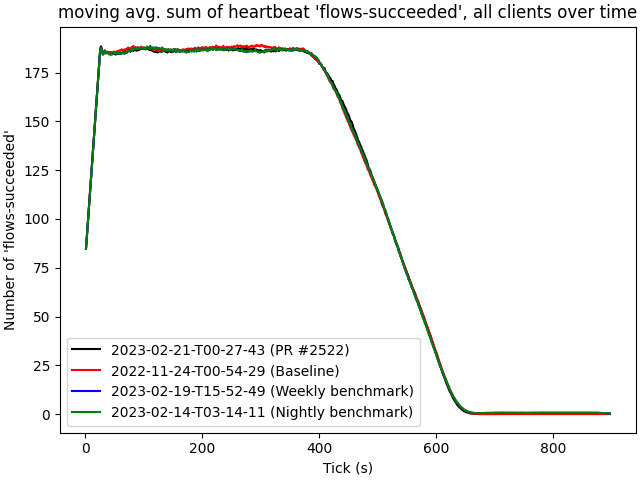 moving avg. sum of heartbeat 'flows-succeeded', all clients over time
Number of 'flows-succeeded'
175
150
125
100
75
50
25
0
2023-02-21-T00-27-43 (PR #2522)
2022-11-24-T00-54-29 (Baseline)
2023-02-19-T15-52-49 (Weekly benchmark)
2023-02-14-T03-14-11 (Nightly benchmark)
0 200 400 600 800
Tick (s)